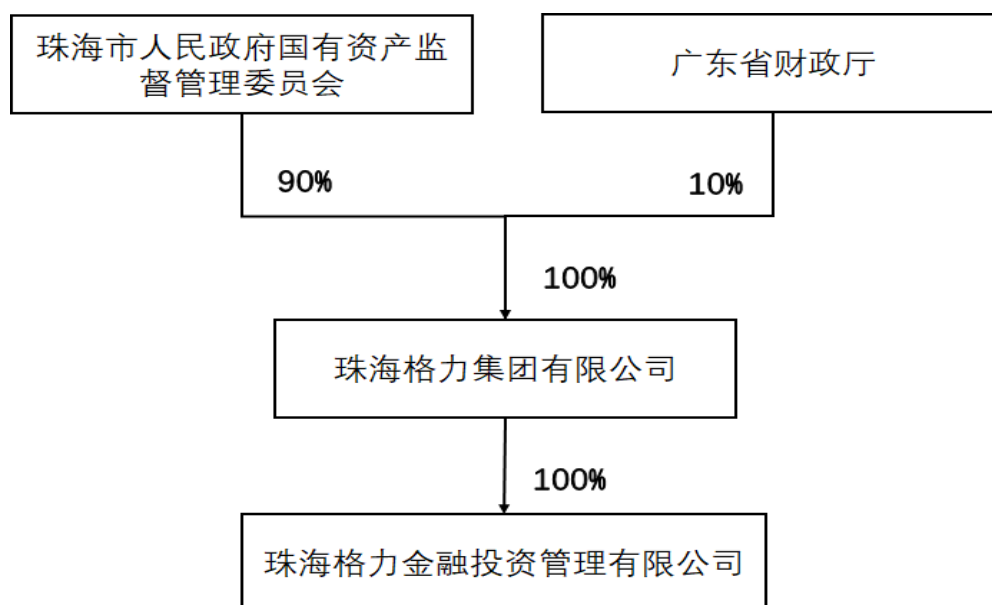 珠海市人民政府国有资产监
督管理委员会
广东省财政厅
90%
10%
100%
珠海格力集团有限公司
100%
珠海格力金融投资管理有限公司